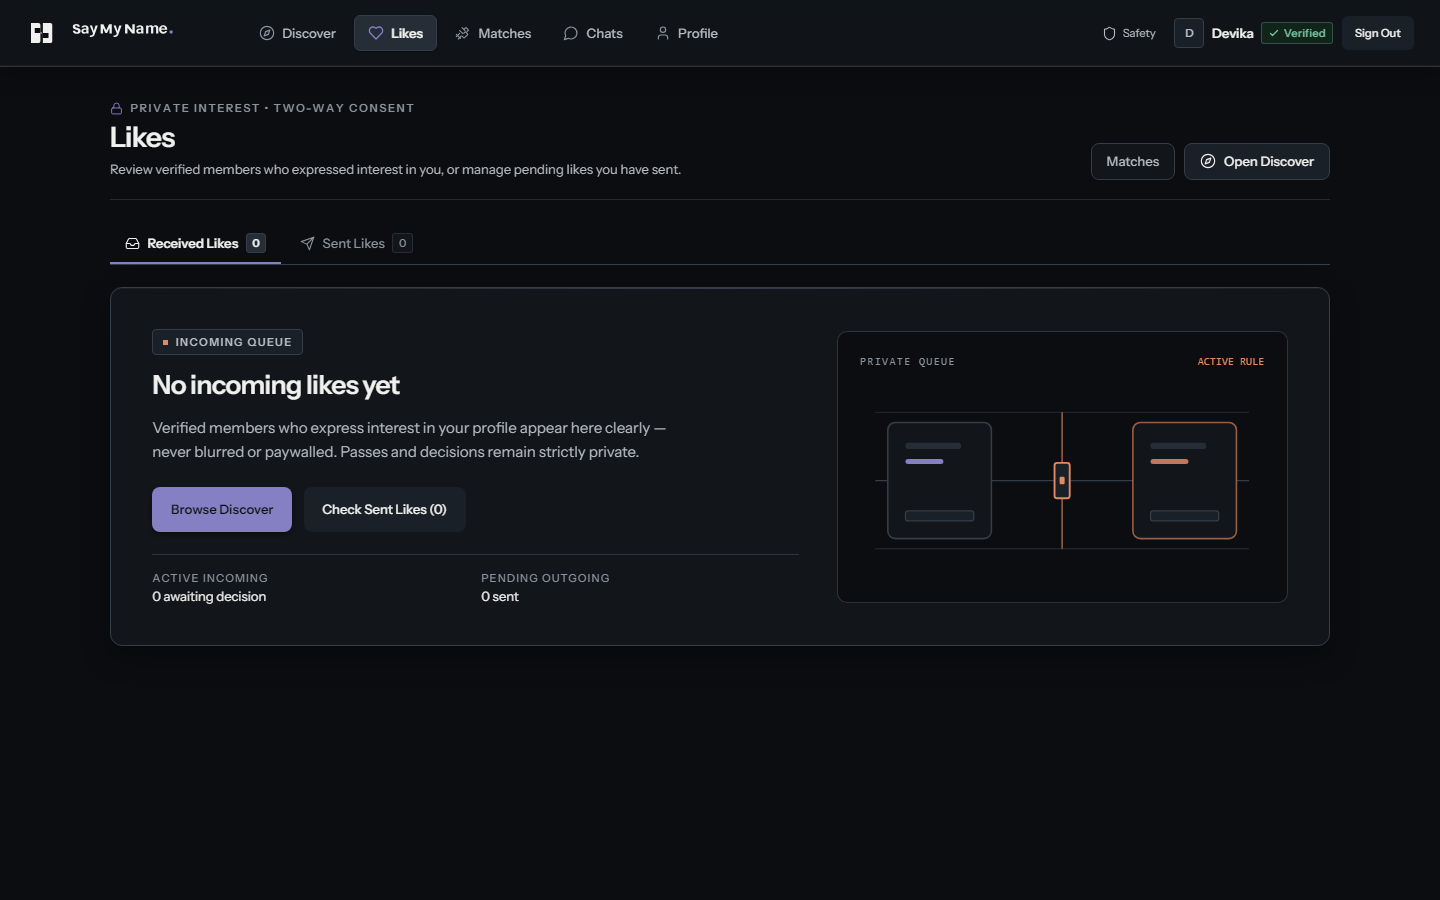 SayMyName.
Discover
Likes
Matches
Chats
Profile
Safety
D
Devika
Verified
Sign Out
PRIVATE INTEREST • TWO-WAY CONSENT
Likes
Review verified members who expressed interest in you, or manage pending likes you have sent.
Matches
Open Discover
Received Likes 0
Sent Likes 0
INCOMING QUEUE
No incoming likes yet
Verified members who express interest in your profile appear here clearly —
never blurred or paywalled. Passes and decisions remain strictly private.
Browse Discover
Check Sent Likes (0)
ACTIVE INCOMING
0 awaiting decision
PENDING OUTGOING
0 sent
PRIVATE QUEUE
ACTIVE RULE